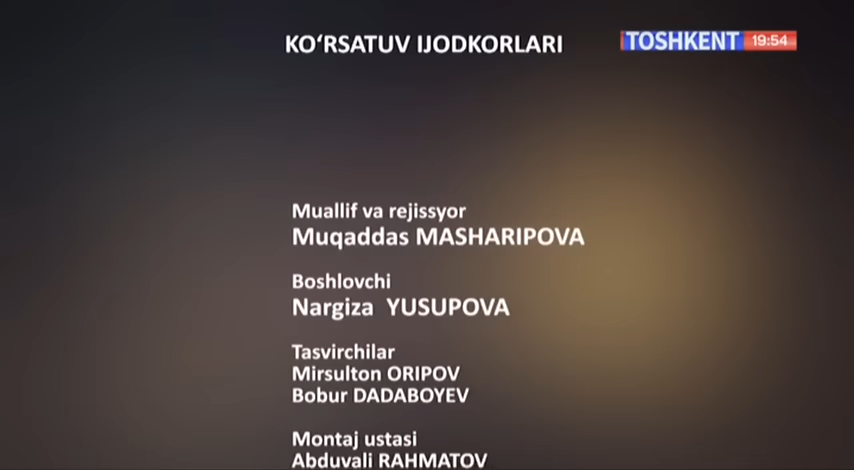 KO‘RSATUV IJODKORLARI
TOSHKENT 19:54
Muallif va rejissyor
Muqaddas MASHARIPOVA
Boshlovchi
Nargiza YUSUPOVA
Tasvirchilar
Mirsulton ORIPOV
Bobur DADABOYEV
Montaj ustasi
Abduvali RAHMATOV